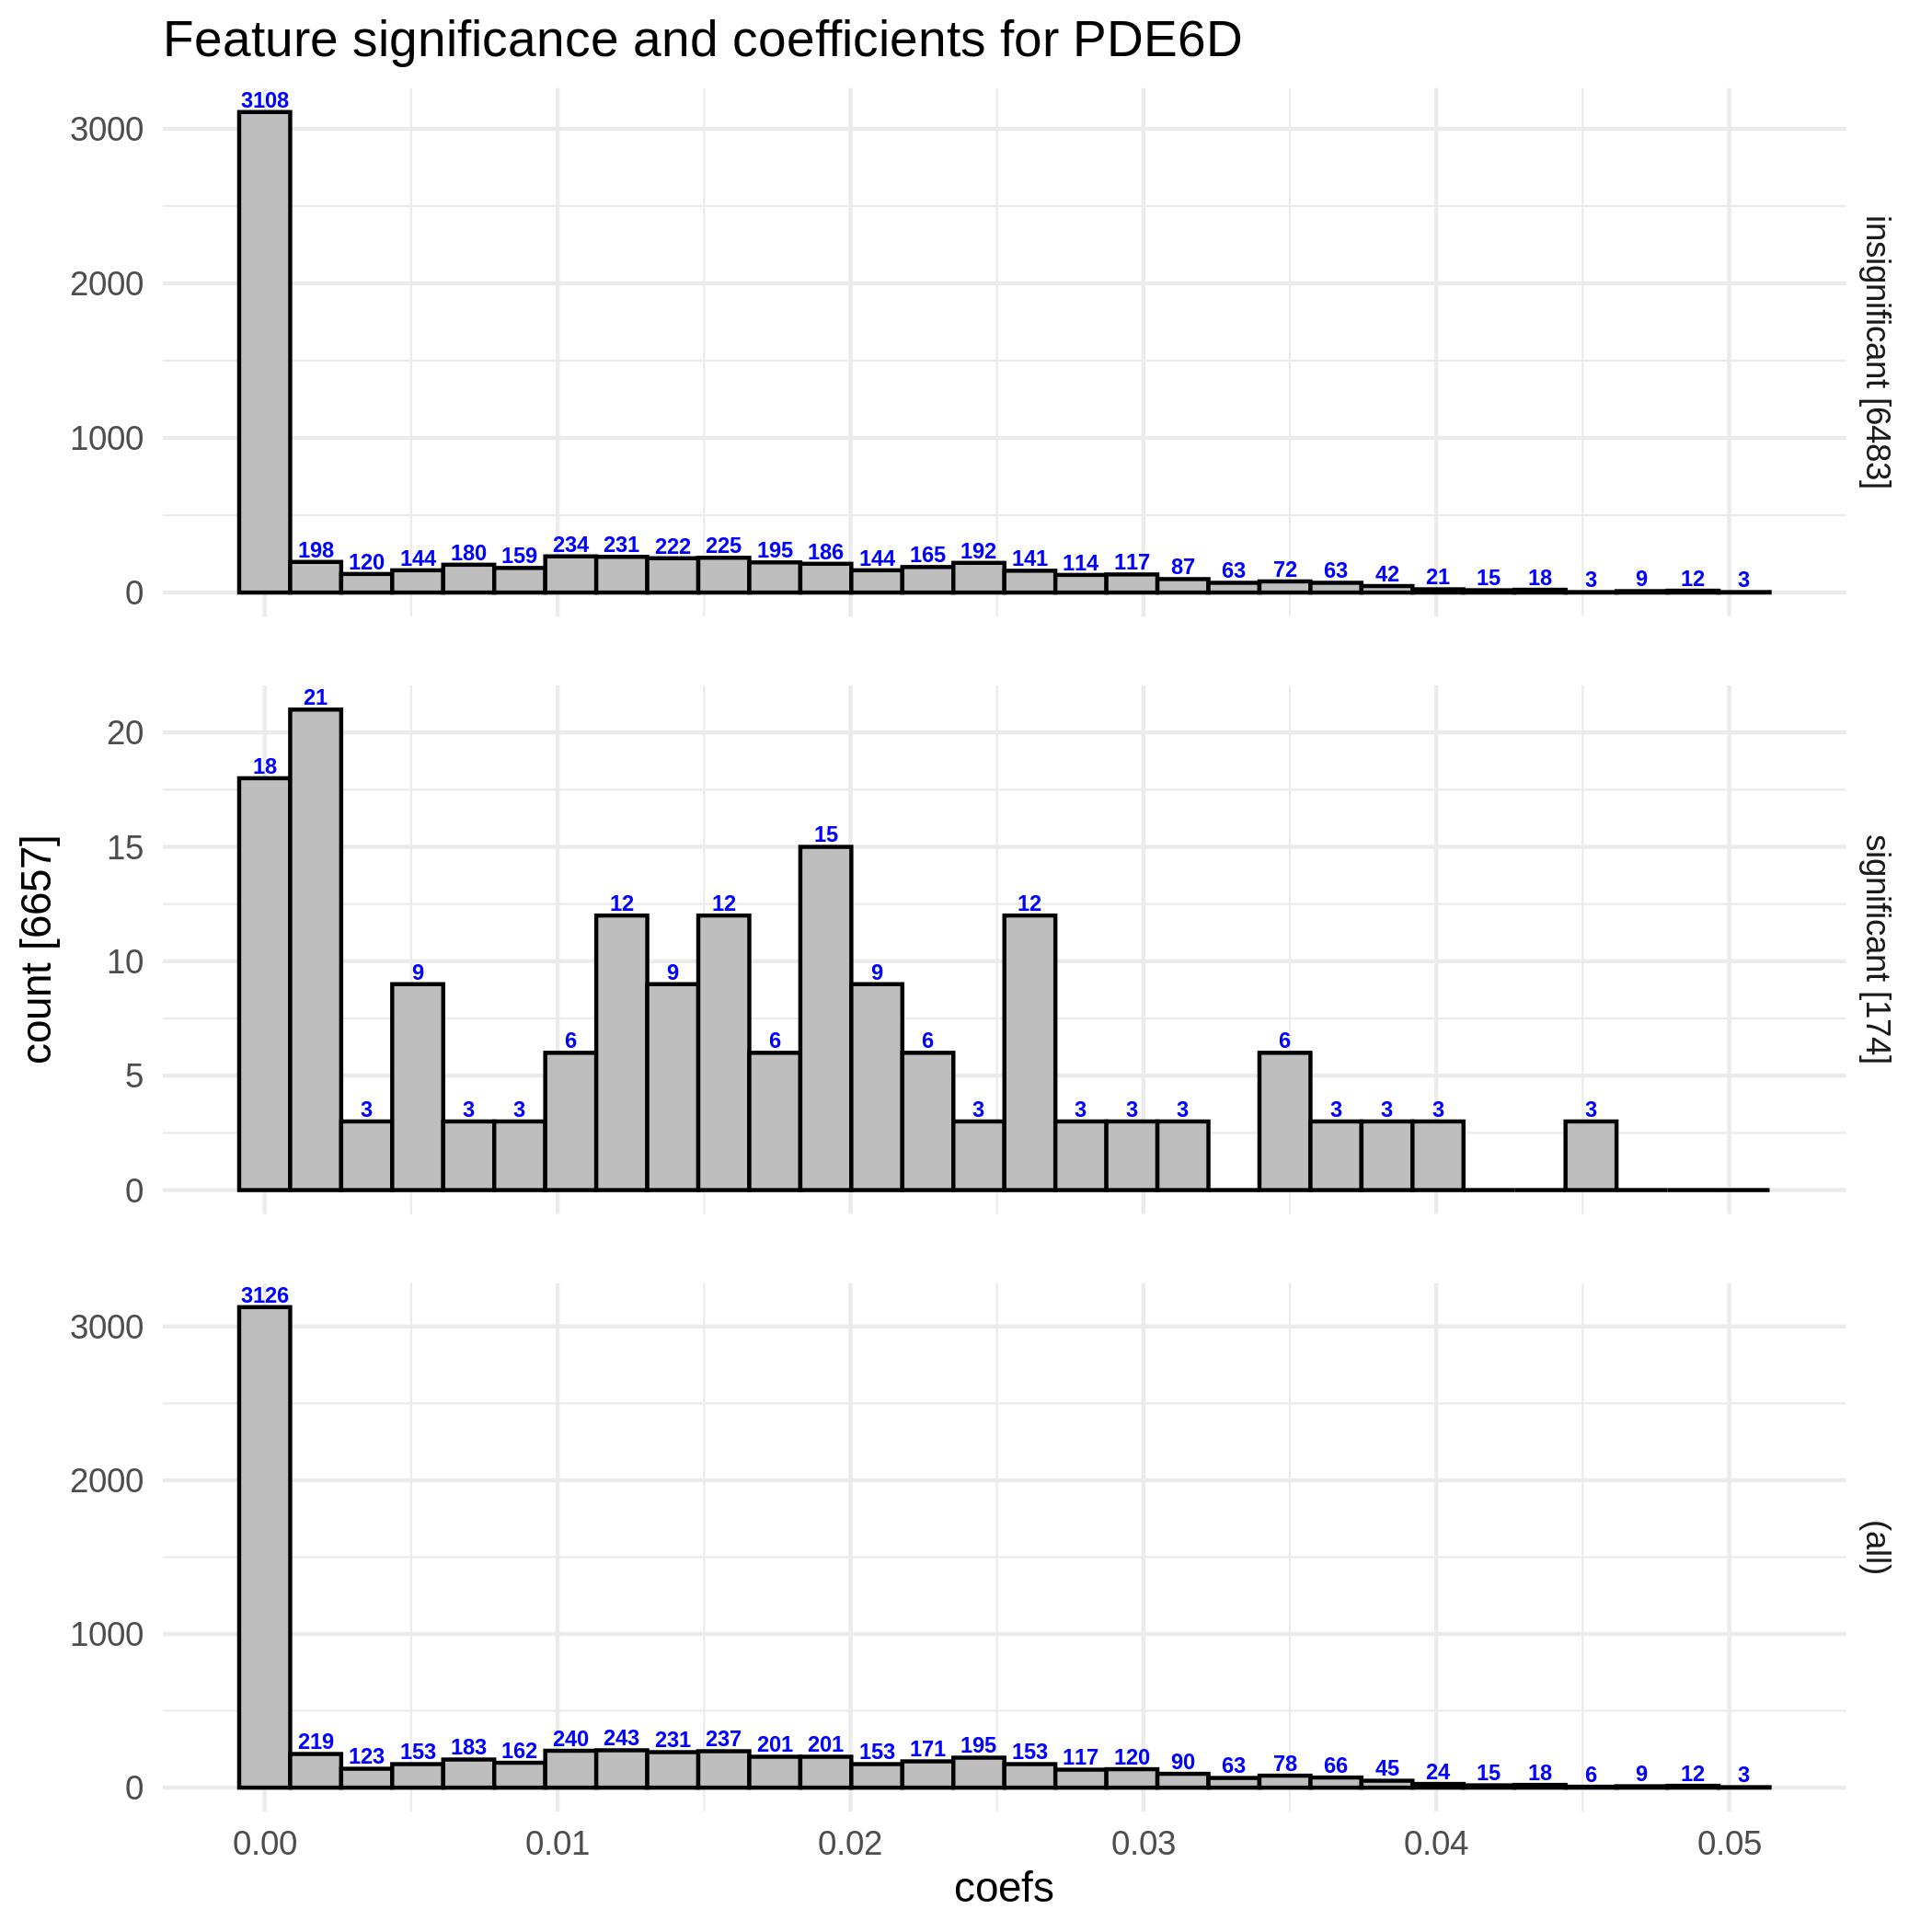 Feature significance and coefficients for PDE6D
3108
3000
2000
1000
198 120 144 180 159 234 231 222 225 195 186 144 165 192 141 114 117 87 63 72 63 42 21 15 18 3 9 12 3
0
insignificant [6483]
21
20
18
15
15
12 12 12
10
9 9 9
6 6 6 6
5
3 3 3 3 3 3 3 3 3 3 3
0
significant [174]
count [6657]
3126
3000
2000
1000
219 123 153 183 162 240 243 231 237 201 201 153 171 195 153 117 120 90 63 78 66 45 24 15 18 6 9 12 3
0
(all)
0.00 0.01 0.02 0.03 0.04 0.05
coefs